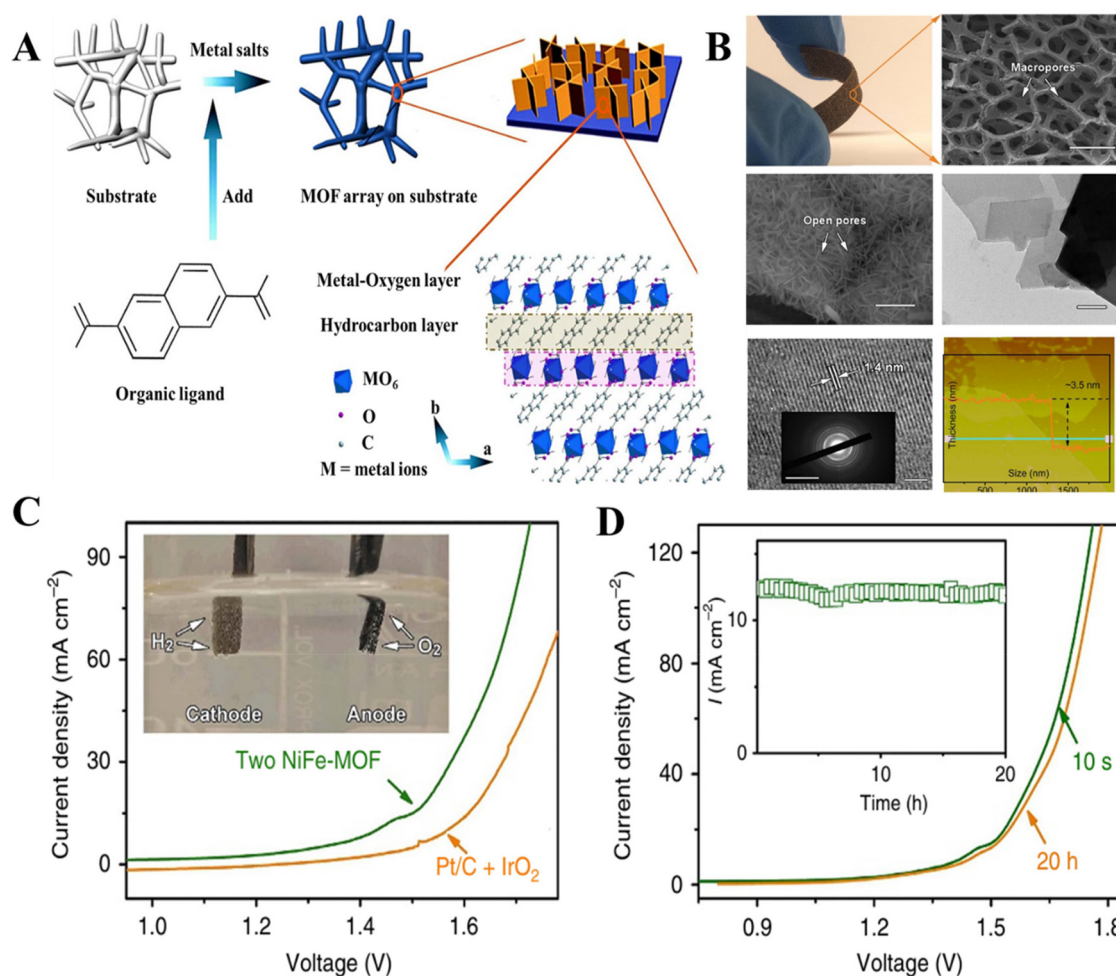 A
Metal salts
Substrate
Add
MOF array on substrate
Organic ligand
Metal-Oxygen layer
Hydrocarbon layer
MO6
O
C
M = metal ions
b
a
B
Macropores
Open pores
1.4 nm
Thickness (nm)
~3.5 nm
Size (nm)
500 1000 1500
C
Current density (mA cm−2)
90
60
30
0
H2
O2
Cathode Anode
Two NiFe-MOF
Pt/C + IrO2
1.0 1.2 1.4 1.6
Voltage (V)
D
Current density (mA cm−2)
120
80
40
0
I (mA cm−2)
10
0
10 20
Time (h)
10 s
20 h
0.9 1.2 1.5 1.8
Voltage (V)